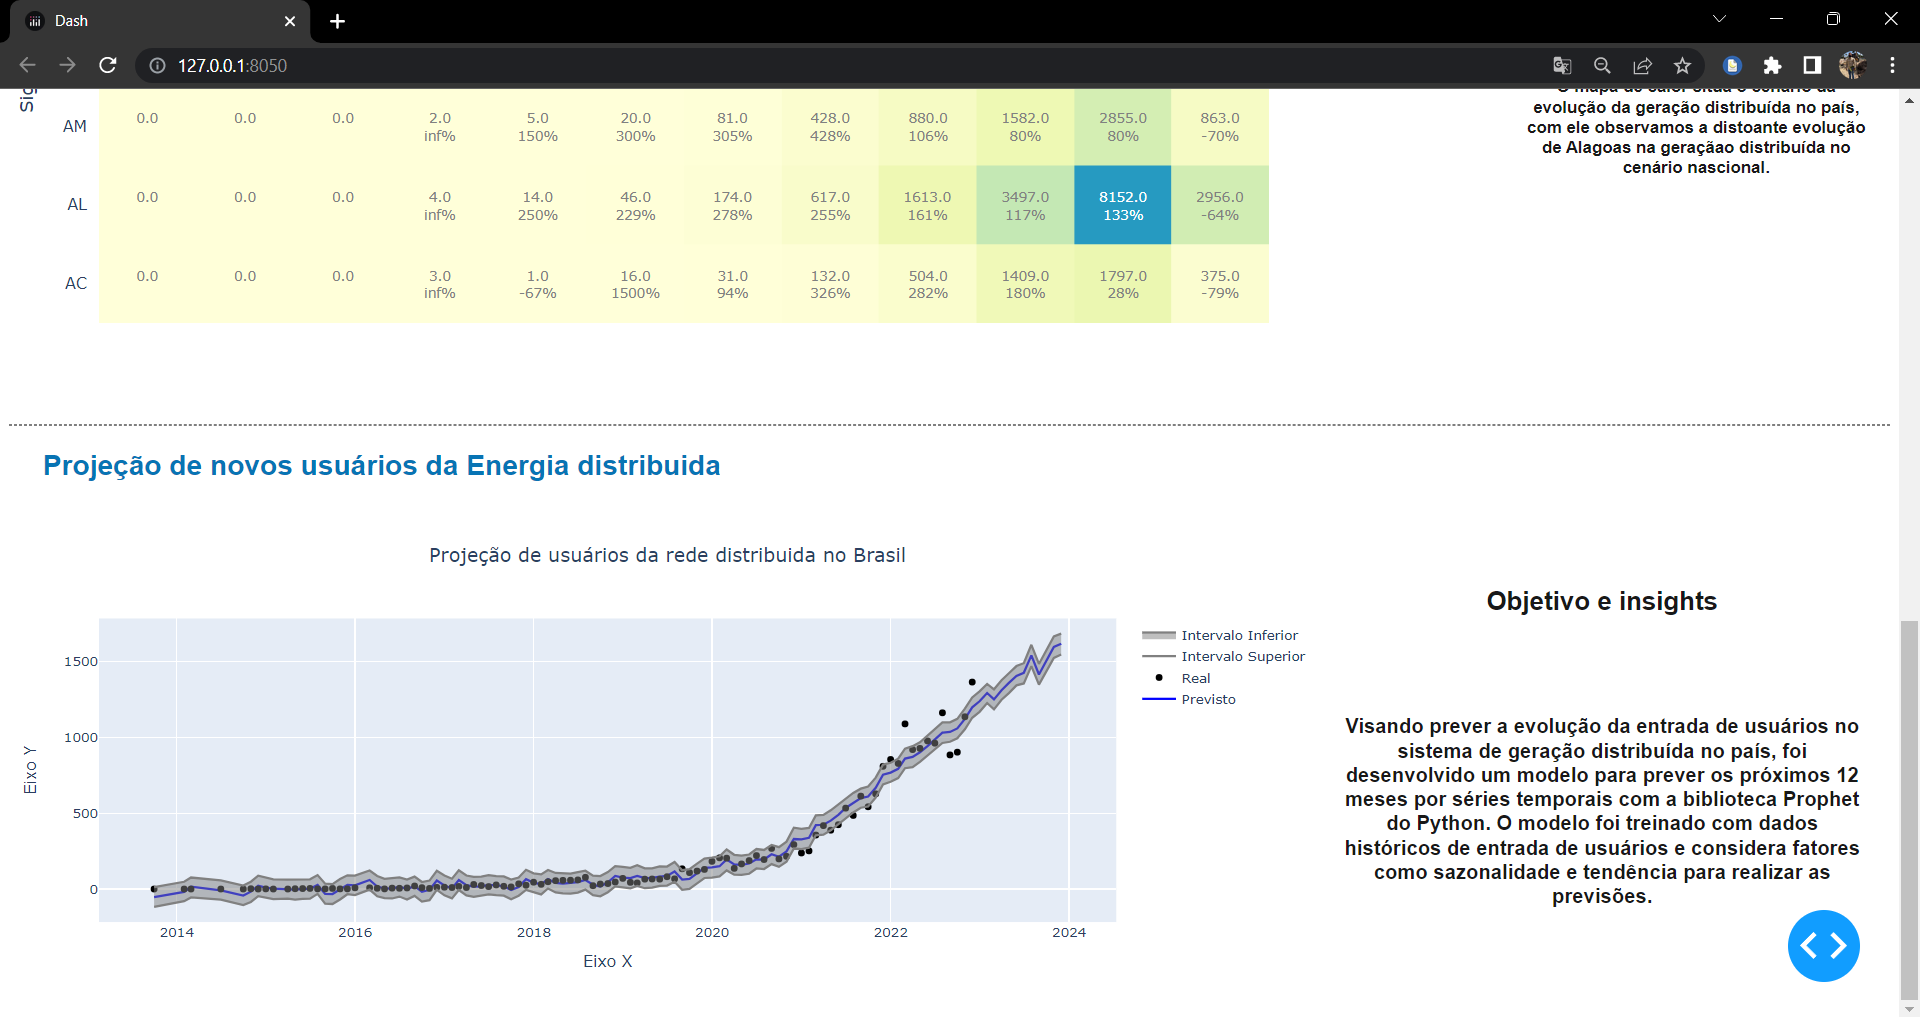 Dash
127.0.0.1:8050
Sig
AM 0.0 0.0 0.0 2.0 5.0 20.0 81.0 428.0 880.0 1582.0 2855.0 863.0
inf% 150% 300% 305% 428% 106% 80% 80% -70%
AL 0.0 0.0 0.0 4.0 14.0 46.0 174.0 617.0 1613.0 3497.0 8152.0 2956.0
inf% 250% 229% 278% 255% 161% 117% 133% -64%
AC 0.0 0.0 0.0 3.0 1.0 16.0 31.0 132.0 504.0 1409.0 1797.0 375.0
inf% -67% 1500% 94% 326% 282% 180% 28% -79%
O mapa de calor situa o cenário da
evolução da geração distribuída no país,
com ele observamos a distoante evolução
de Alagoas na geraçãao distribuída no
cenário nascional.
Projeção de novos usuários da Energia distribuida
Projeção de usuários da rede distribuida no Brasil
Eixo Y
1500
1000
500
0
2014 2016 2018 2020 2022 2024
Eixo X
Intervalo Inferior
Intervalo Superior
Real
Previsto
Objetivo e insights
Visando prever a evolução da entrada de usuários no
sistema de geração distribuída no país, foi
desenvolvido um modelo para prever os próximos 12
meses por séries temporais com a biblioteca Prophet
do Python. O modelo foi treinado com dados
históricos de entrada de usuários e considera fatores
como sazonalidade e tendência para realizar as
previsões.